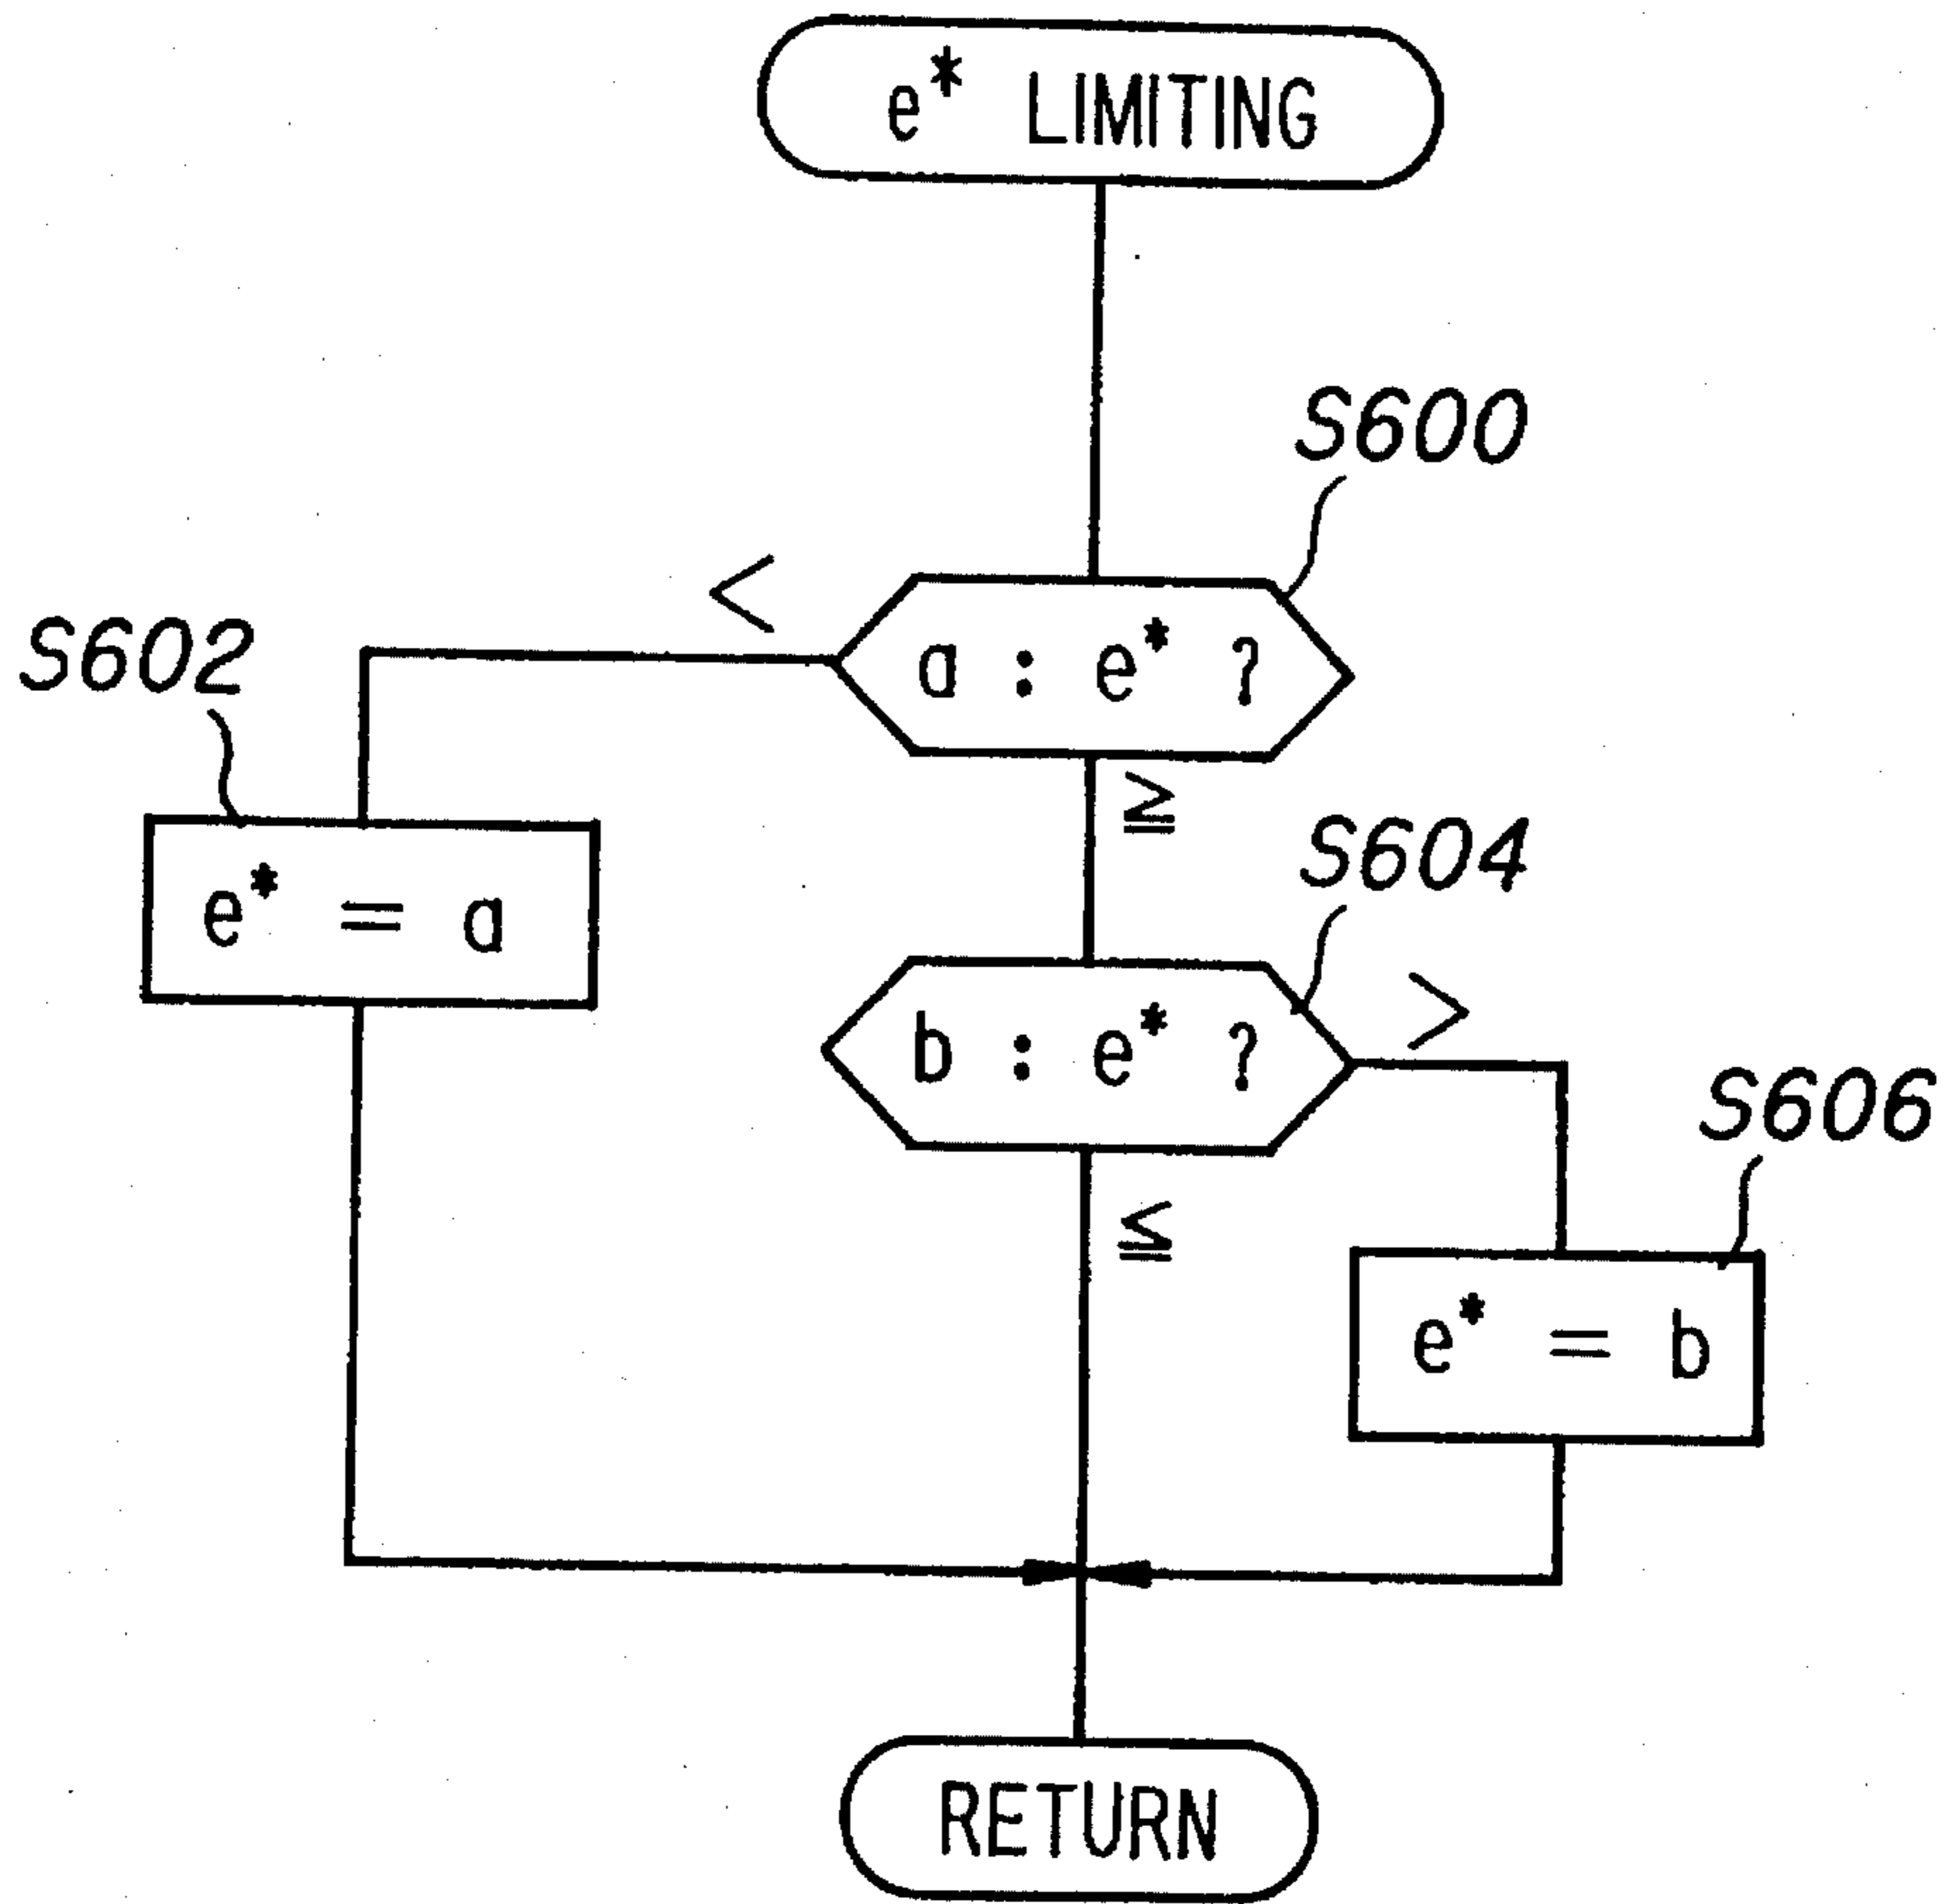 e* LIMITING
S600
<
a : e* ?
S602
≧
e* = a
S604
>
b : e* ?
S606
≦
e* = b
RETURN